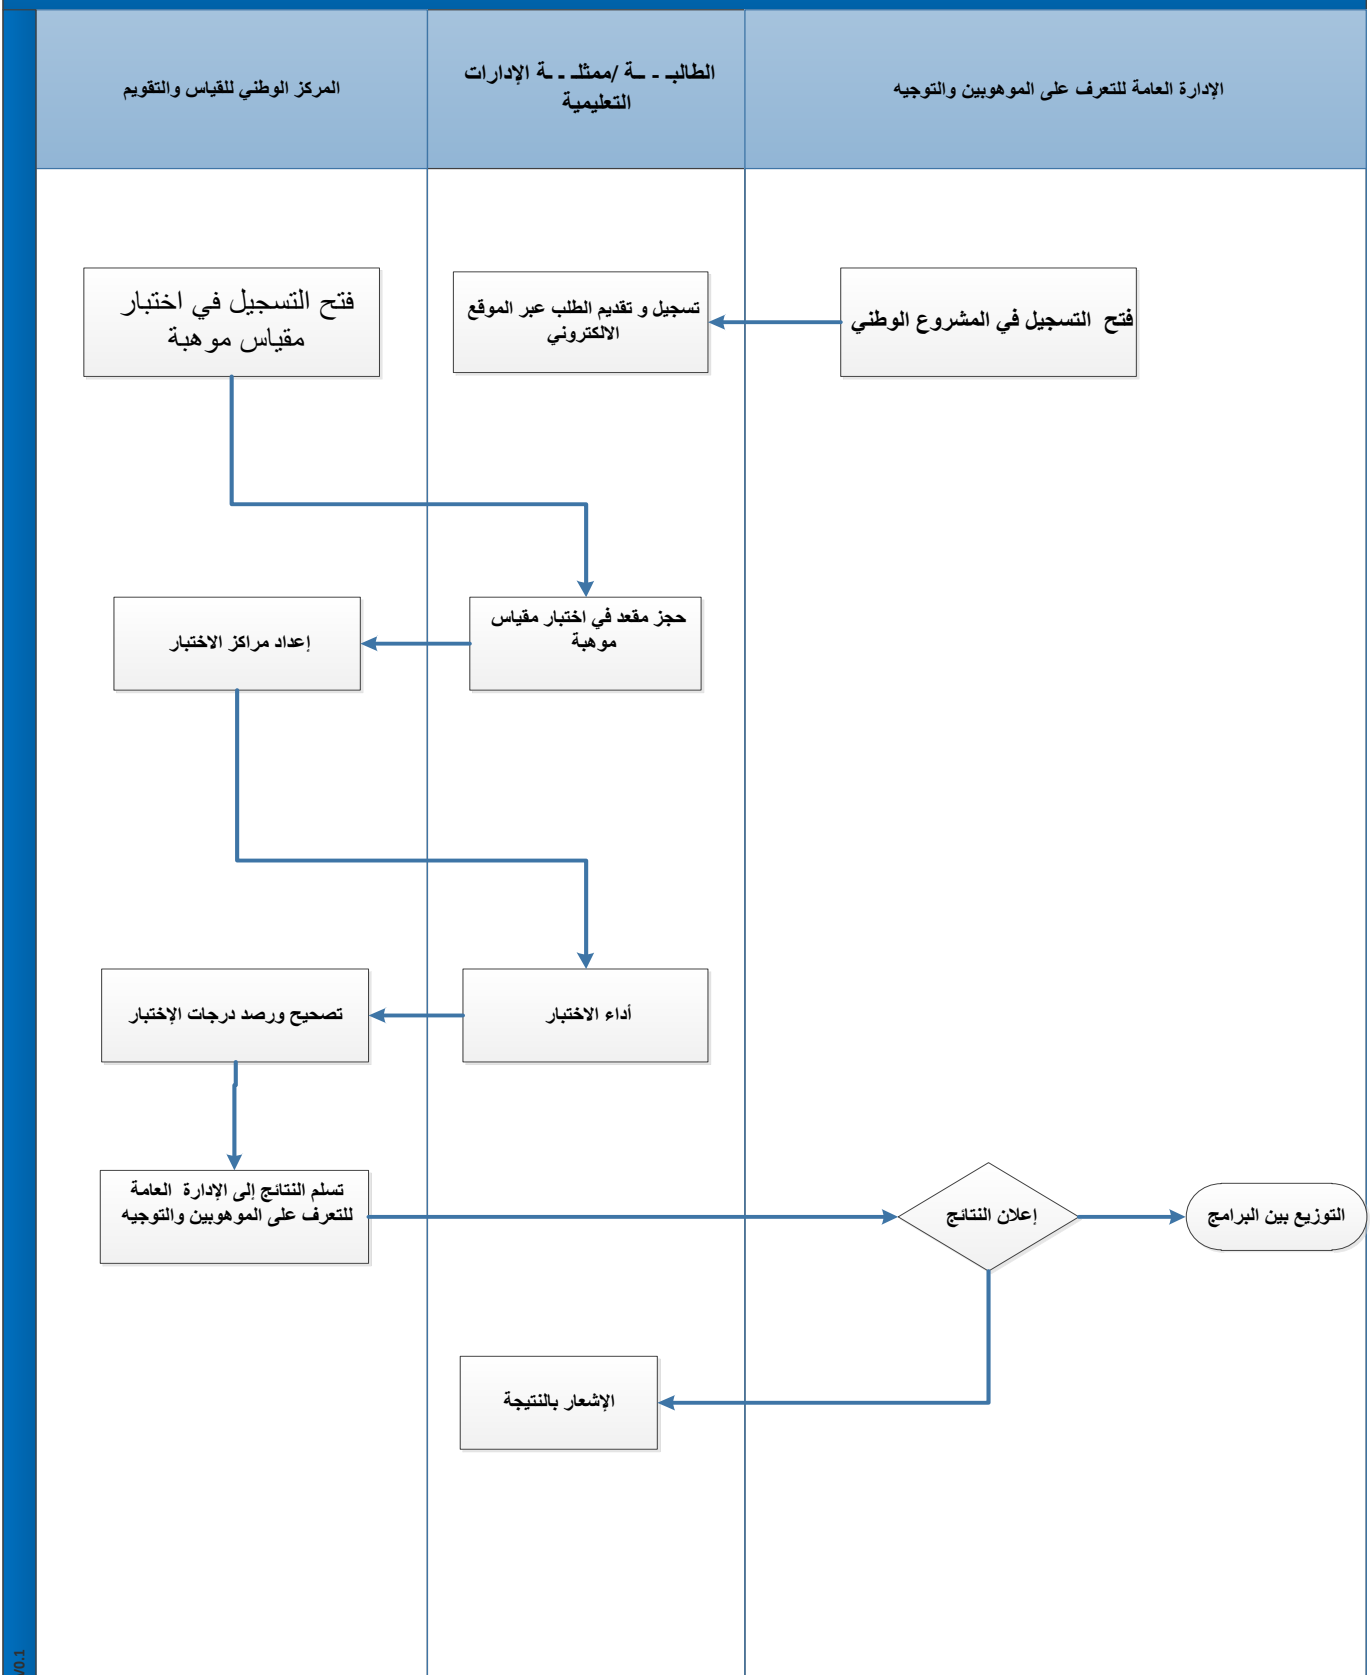 الإدارة العامة للتعرف على الموهوبين والتوجيه
الطالبـ - ـة /ممثلـ - ـة الإدارات
التعليمية
المركز الوطني للقياس والتقويم
فتح التسجيل في المشروع الوطني
تسجيل و تقديم الطلب عبر الموقع
الالكتروني
فتح التسجيل في اختبار
مقياس موهبة
حجز مقعد في اختبار مقياس
موهبة
إعداد مراكز الاختبار
أداء الاختبار
تصحيح ورصد درجات الإختبار
تسلم النتائج إلى الإدارة العامة
للتعرف على الموهوبين والتوجيه
إعلان النتائج
التوزيع بين البرامج
الإشعار بالنتيجة
V0.1